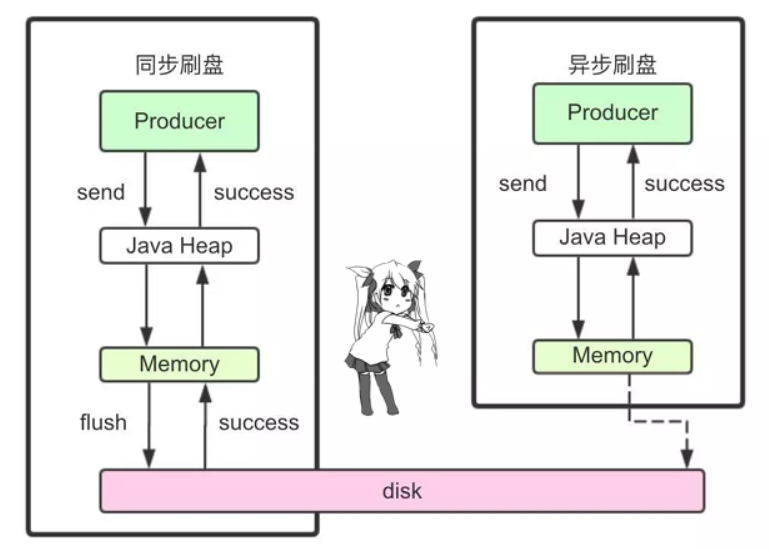 同步刷盘
Producer
send
success
Java Heap
Memory
flush
success
异步刷盘
Producer
send
success
Java Heap
Memory
disk